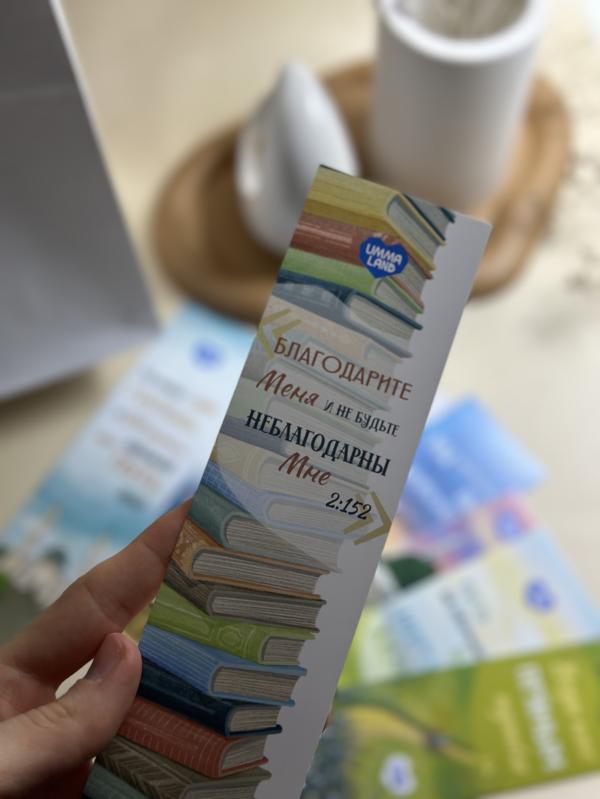 UMMA
LAND
БЛАГОДАРИТЕ
Меня И НЕ БУДЬТЕ
НЕБЛАГОДАРНЫ
Мне
2:152